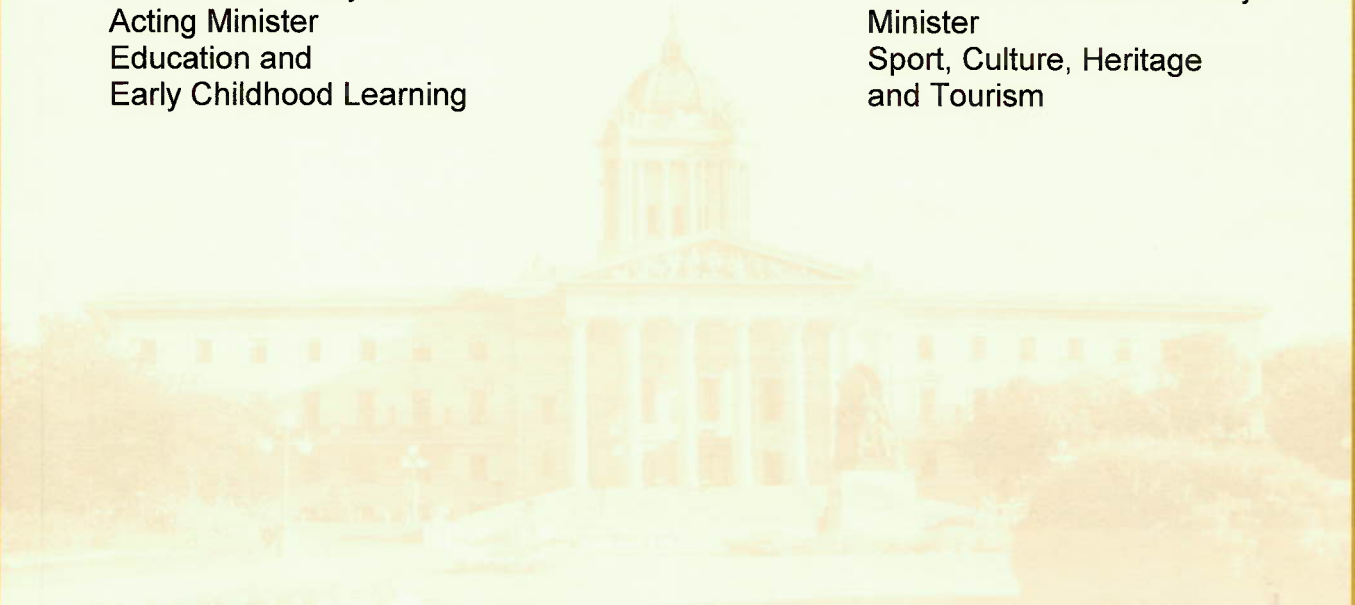 Acting Minister
Education and
Early Childhood Learning
Minister
Sport, Culture, Heritage
and Tourism